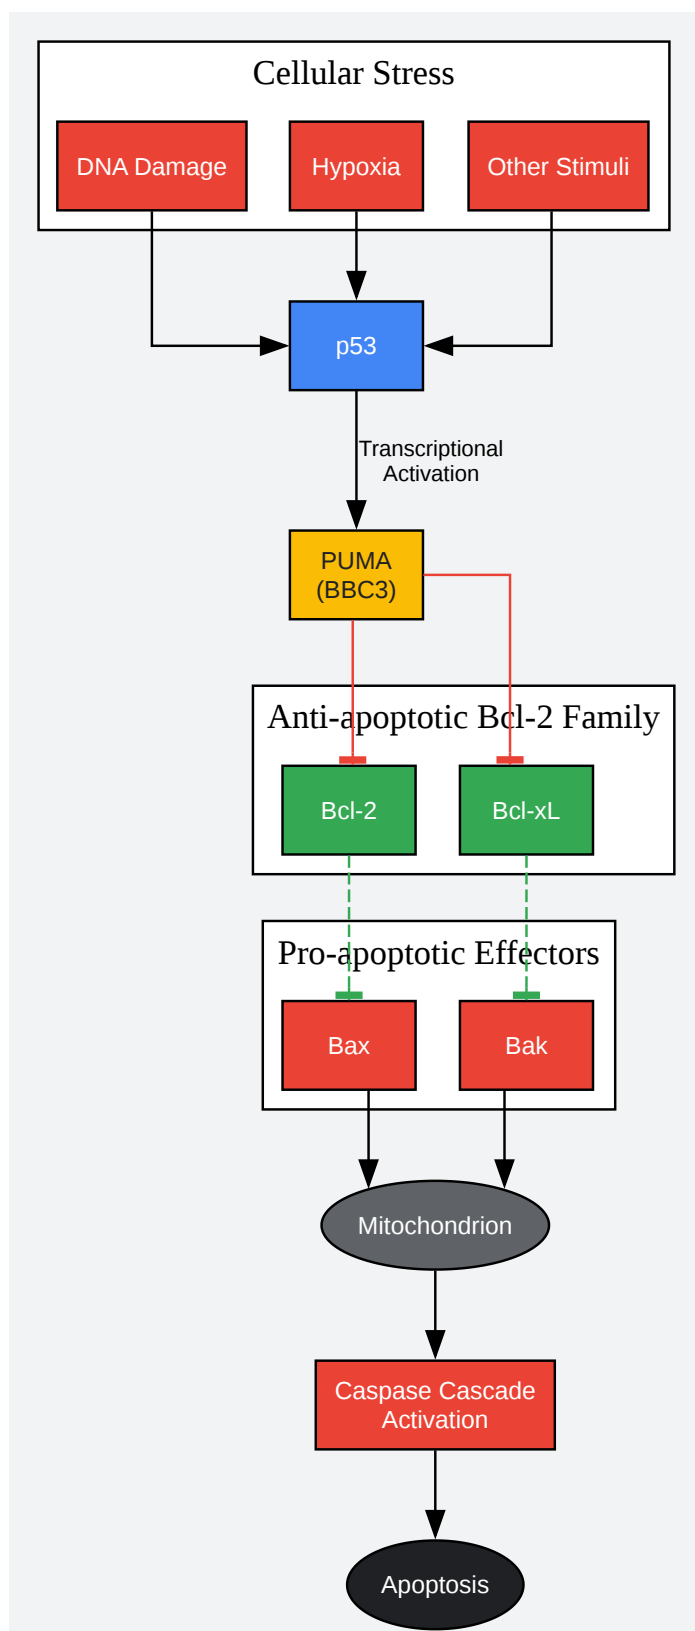 Cellular Stress
DNA Damage
Hypoxia
Other Stimuli
p53
Transcriptional
Activation
PUMA
(BBC3)
Anti-apoptotic Bcl-2 Family
Bcl-2
Bcl-xL
Pro-apoptotic Effectors
Bax
Bak
Mitochondrion
Caspase Cascade
Activation
Apoptosis